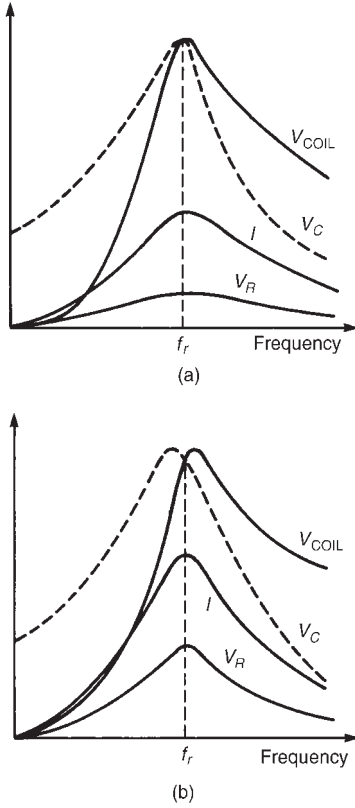 V_COIL
V_C
I
V_R
f_r
Frequency
(a)
V_COIL
I
V_C
V_R
f_r
Frequency
(b)